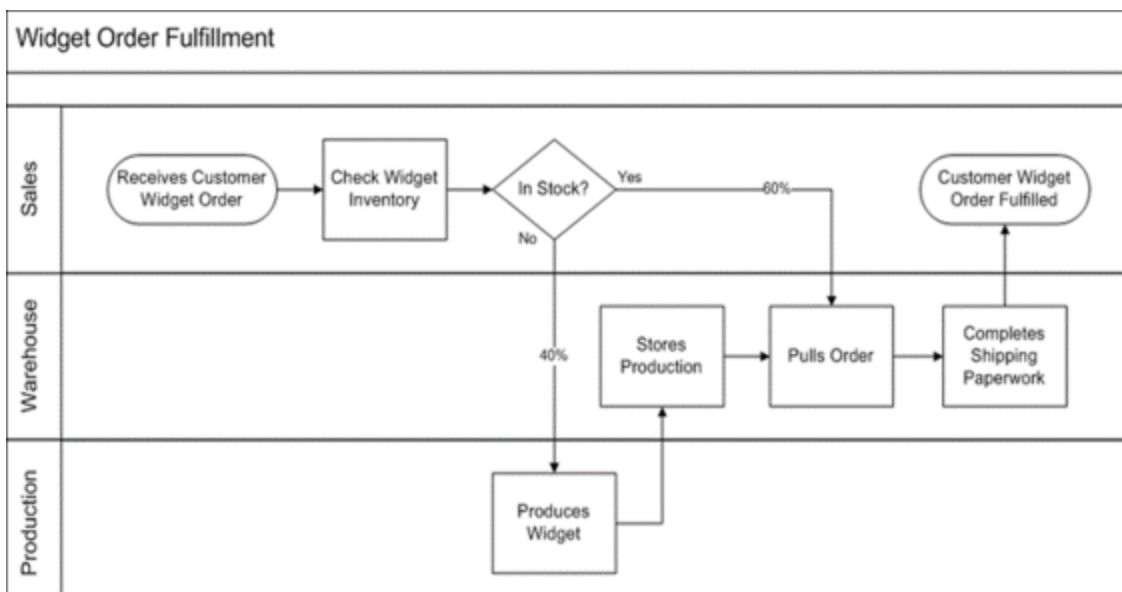 Widget Order Fulfillment
Sales
Receives Customer
Widget Order
Check Widget
Inventory
In Stock?
Yes
60%
No
Customer Widget
Order Fulfilled
Warehouse
40%
Stores
Production
Pulls Order
Completes
Shipping
Paperwork
Production
Produces
Widget